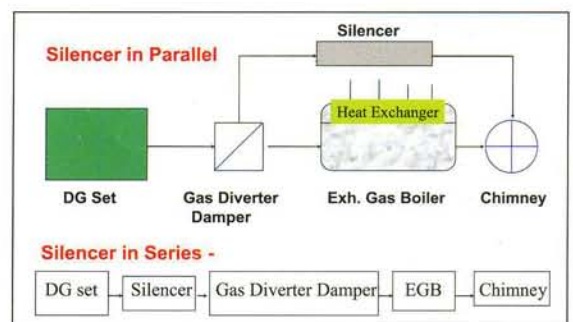 Silencer
Silencer in Parallel
Heat Exchanger
DG Set
Gas Diverter
Damper
Exh. Gas Boiler
Chimney
Silencer in Series -
DG set
Silencer
Gas Diverter Damper
EGB
Chimney